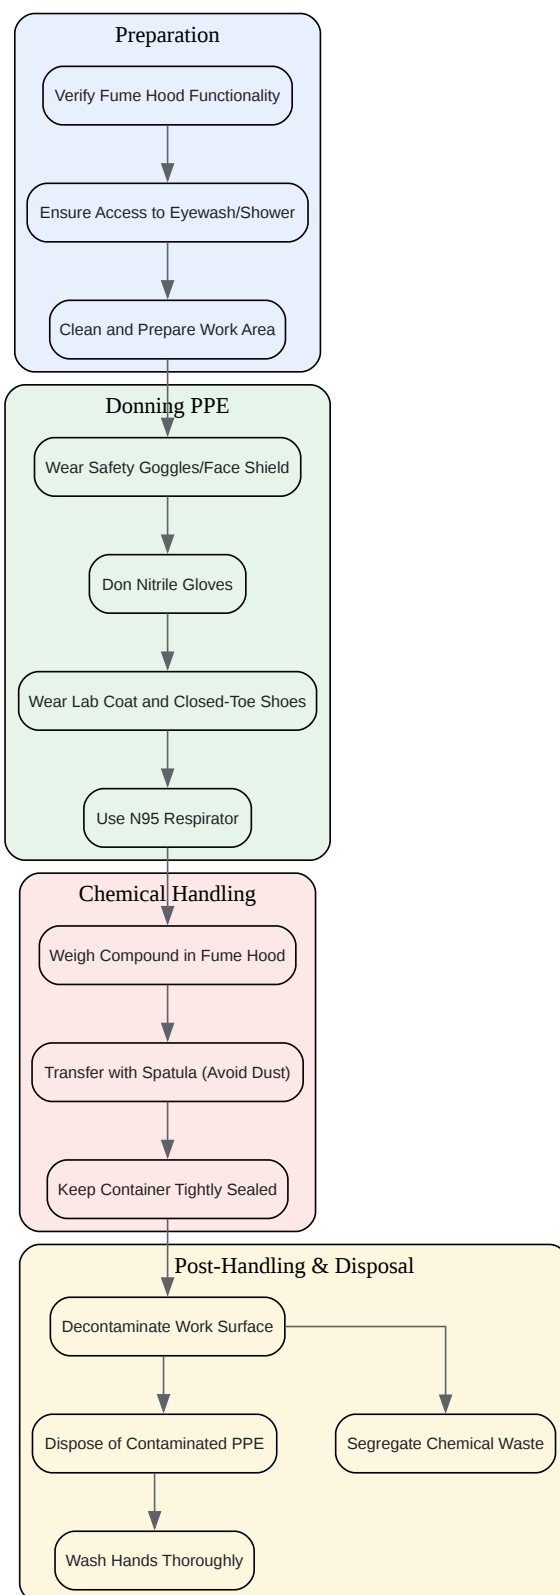 Preparation
Verify Fume Hood Functionality
Ensure Access to Eyewash/Shower
Clean and Prepare Work Area
Donning PPE
Wear Safety Goggles/Face Shield
Don Nitrile Gloves
Wear Lab Coat and Closed-Toe Shoes
Use N95 Respirator
Chemical Handling
Weigh Compound in Fume Hood
Transfer with Spatula (Avoid Dust)
Keep Container Tightly Sealed
Post-Handling & Disposal
Decontaminate Work Surface
Dispose of Contaminated PPE
Segregate Chemical Waste
Wash Hands Thoroughly